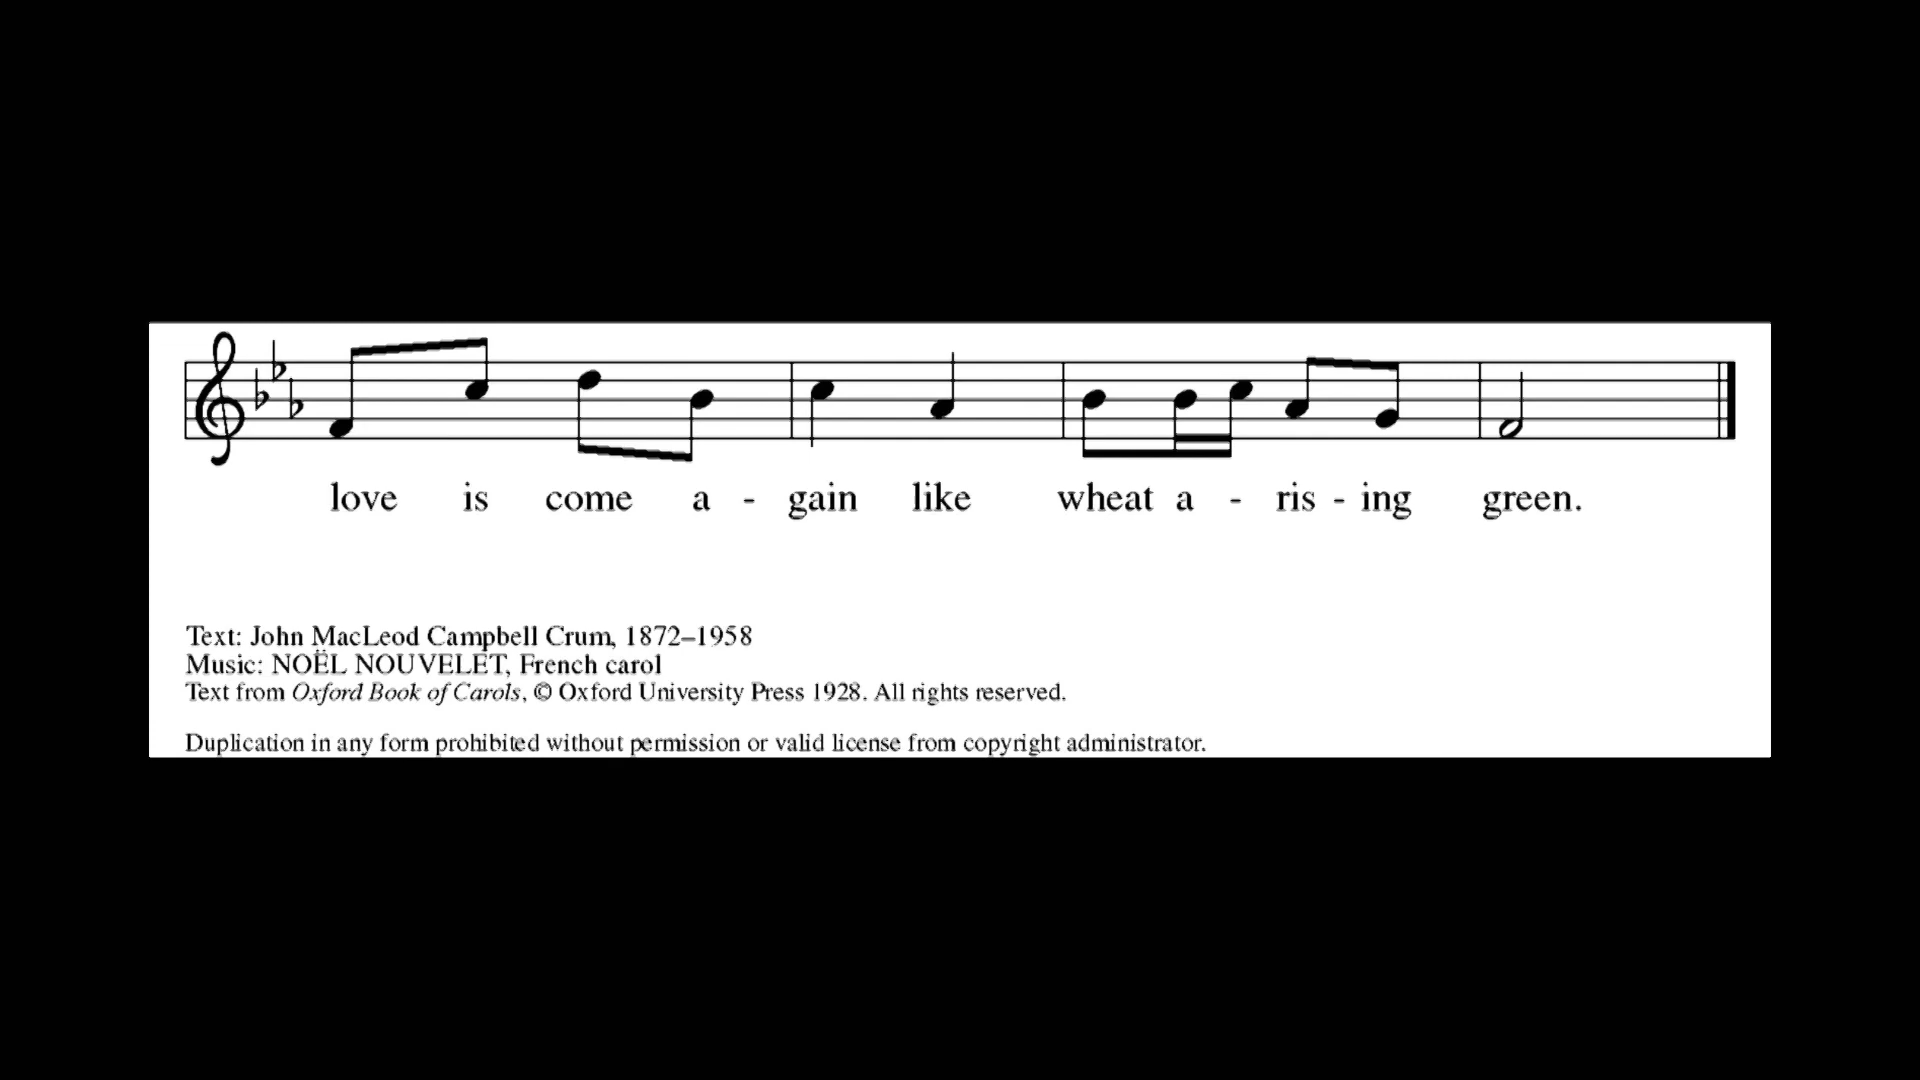 love is come a - gain like wheat a - ris - ing green.
Text: John MacLeod Campbell Crum, 1872–1958
Music: NOËL NOUVELET, French carol
Text from Oxford Book of Carols, © Oxford University Press 1928. All rights reserved.
Duplication in any form prohibited without permission or valid license from copyright administrator.